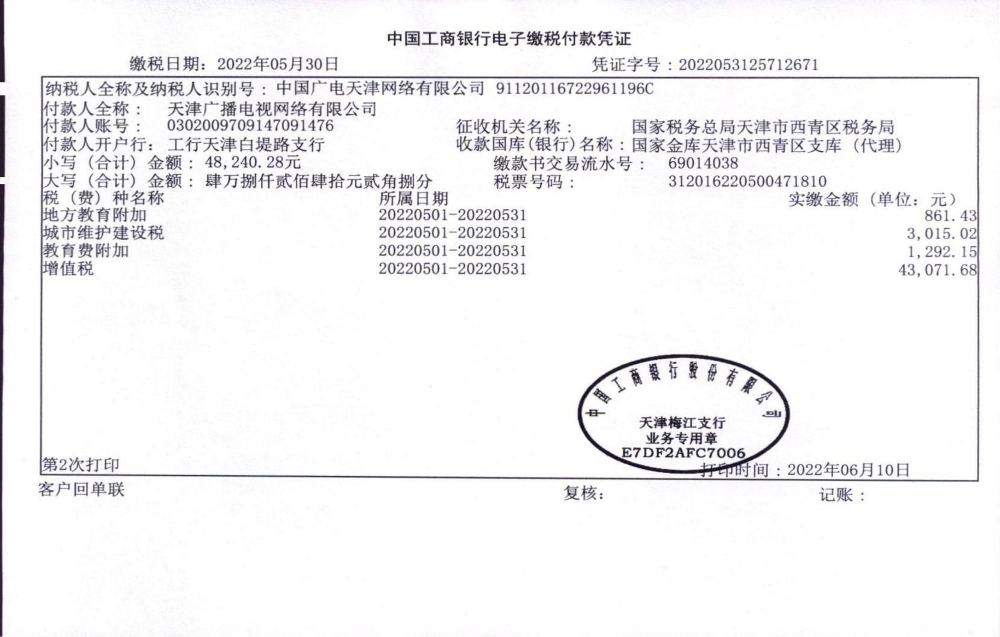 中国工商银行电子缴税付款凭证
缴税日期：2022年05月30日 凭证字号：2022053125712671
纳税人全称及纳税人识别号：中国广电天津网络有限公司 91120116722961196C
付款人全称： 天津广播电视网络有限公司
付款人账号： 0302009709147091476 征收机关名称： 国家税务总局天津市西青区税务局
付款人开户行： 工行天津白堤路支行 收款国库(银行)名称：国家金库天津市西青区支库（代理）
小写（合计）金额：48,240.28元 缴款书交易流水号： 69014038
大写（合计）金额：肆万捌仟贰佰肆拾元贰角捌分 税票号码： 312016220500471810
税（费）种名称 所属日期 实缴金额（单位：元）
地方教育附加 20220501-20220531 861.43
城市维护建设税 20220501-20220531 3,015.02
教育费附加 20220501-20220531 1,292.15
增值税 20220501-20220531 43,071.68
中国工商银行股份有限公司
天津梅江支行
业务专用章
E7DF2AFC7006
第2次打印 打印时间：2022年06月10日
客户回单联 复核： 记账：